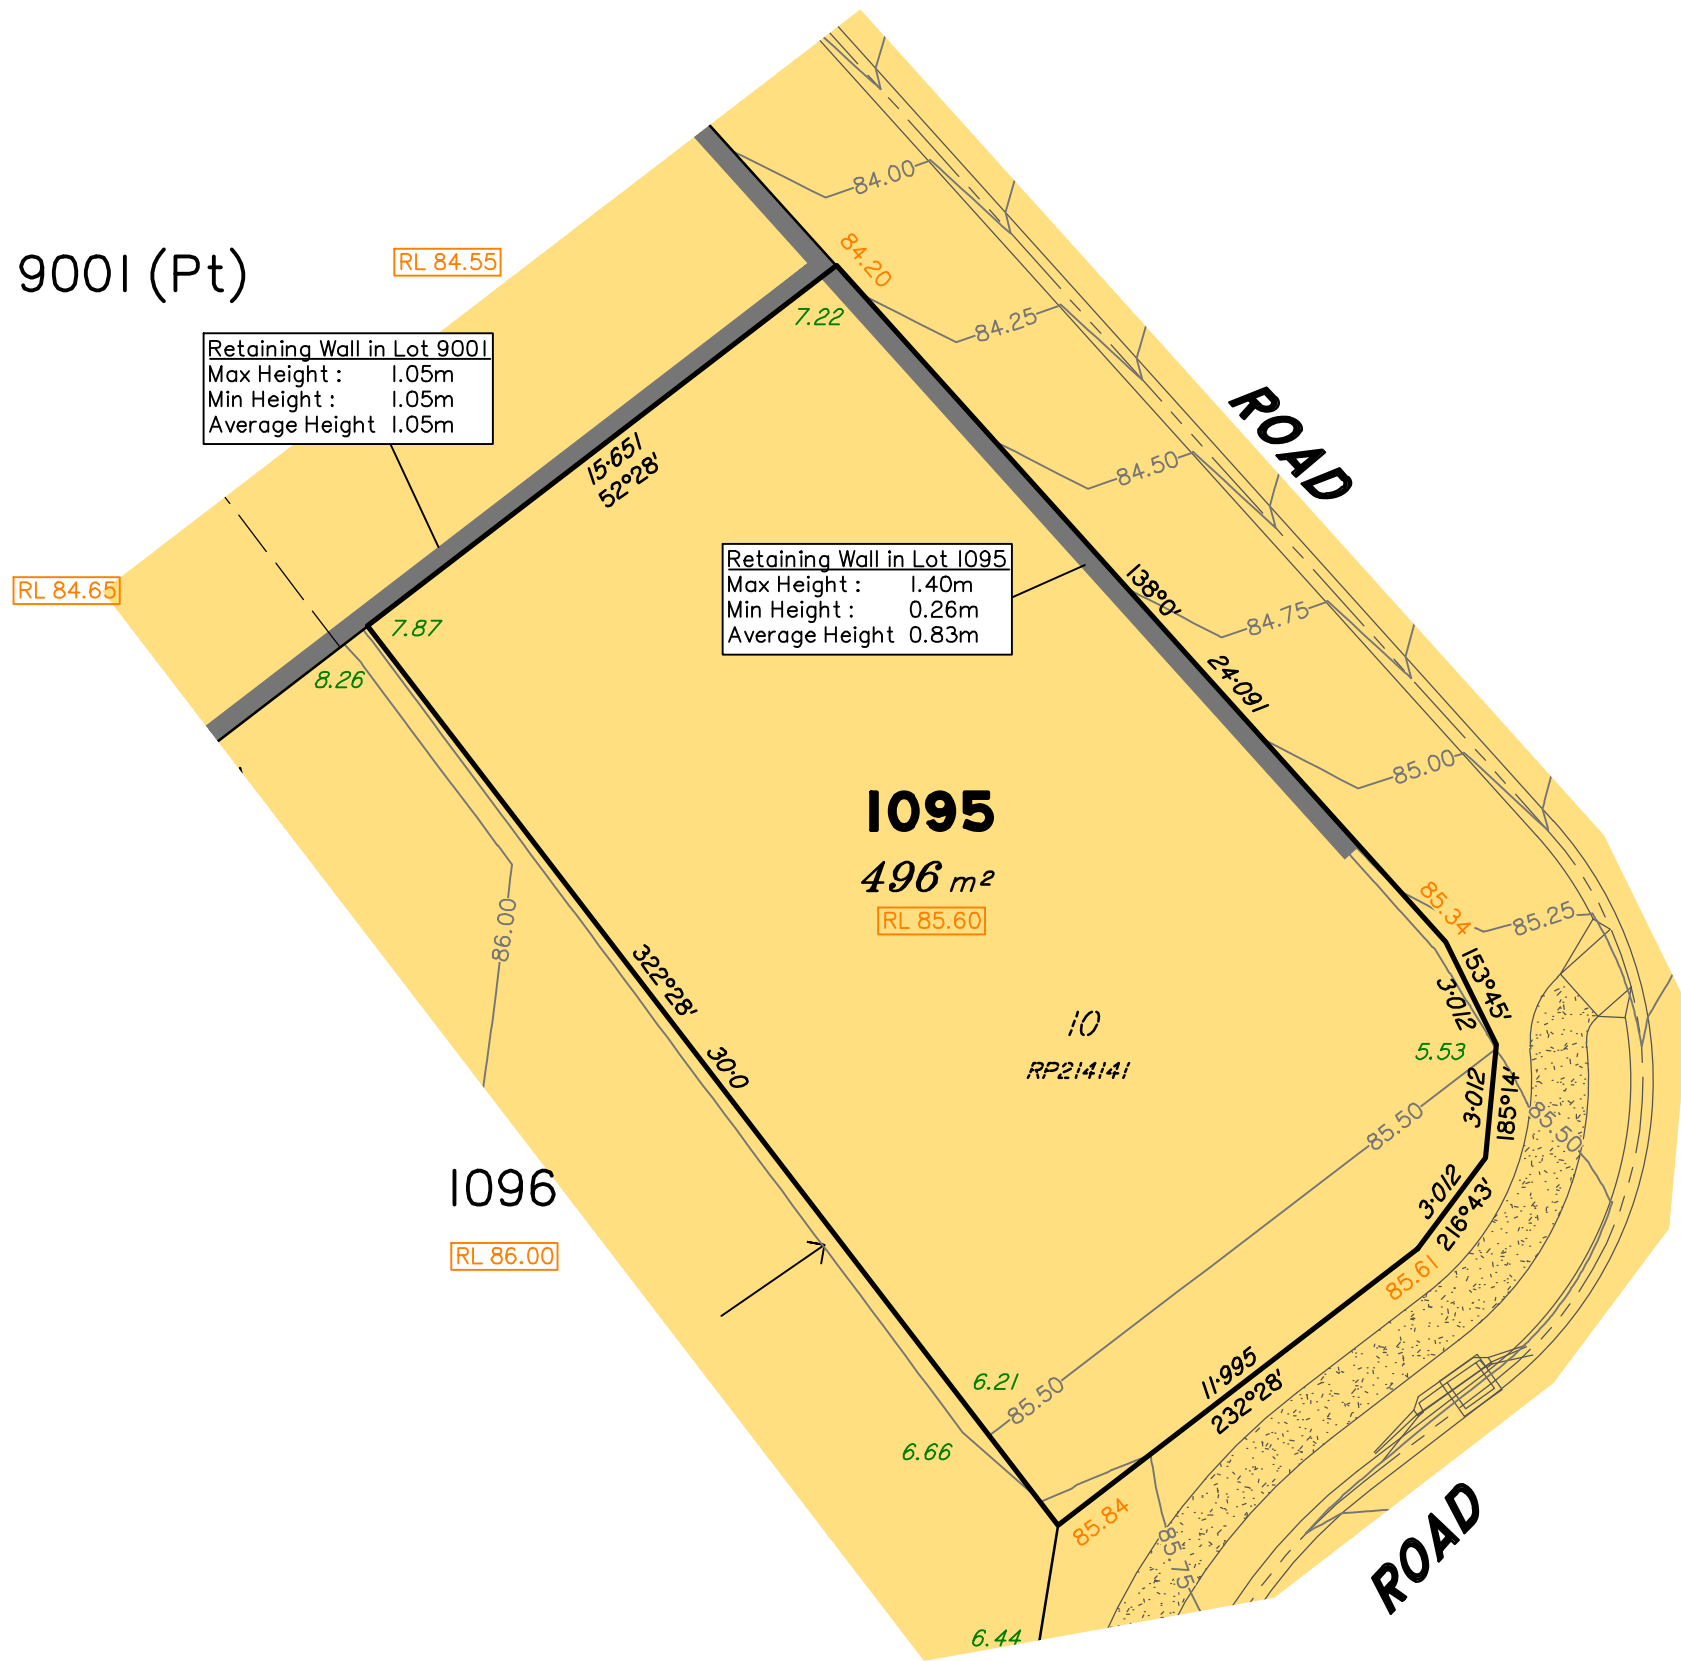 84.00
84.20
9001 (Pt)
RL 84.55
84.25
7.22
Retaining Wall in Lot 9001
Max Height : 1.05m
Min Height : 1.05m
Average Height 1.05m
ROAD
15·651
52°28'
84.50
RL 84.65
Retaining Wall in Lot 1095
Max Height : 1.40m
Min Height : 0.26m
Average Height 0.83m
138°0'
84.75
7.87
8.26
24·091
85.00
1095
496 m²
RL 85.60
86.00
85.34
85.25
322°28'
153°45'
3·012
10
RP214141
5.53
30·0
3·012
185°14'
85.50
85.50
1096
3·012
216°43'
RL 86.00
85.61
6.21
85.50
11·995
232°28'
6.66
85.84
85.75
ROAD
6.44